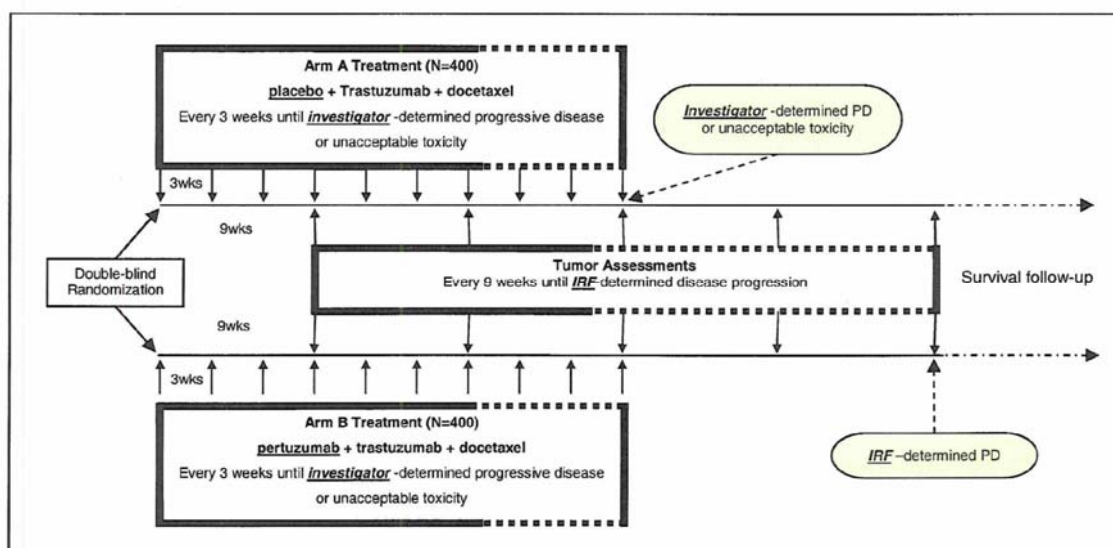 Arm A Treatment (N=400)
placebo + Trastuzumab + docetaxel
Every 3 weeks until investigator -determined progressive disease
or unacceptable toxicity
Investigator -determined PD
or unacceptable toxicity
3wks
9wks
Double-blind
Randomization
Tumor Assessments
Every 9 weeks until IRF-determined disease progression
Survival follow-up
9wks
3wks
Arm B Treatment (N=400)
pertuzumab + trastuzumab + docetaxel
Every 3 weeks until investigator -determined progressive disease
or unacceptable toxicity
IRF –determined PD